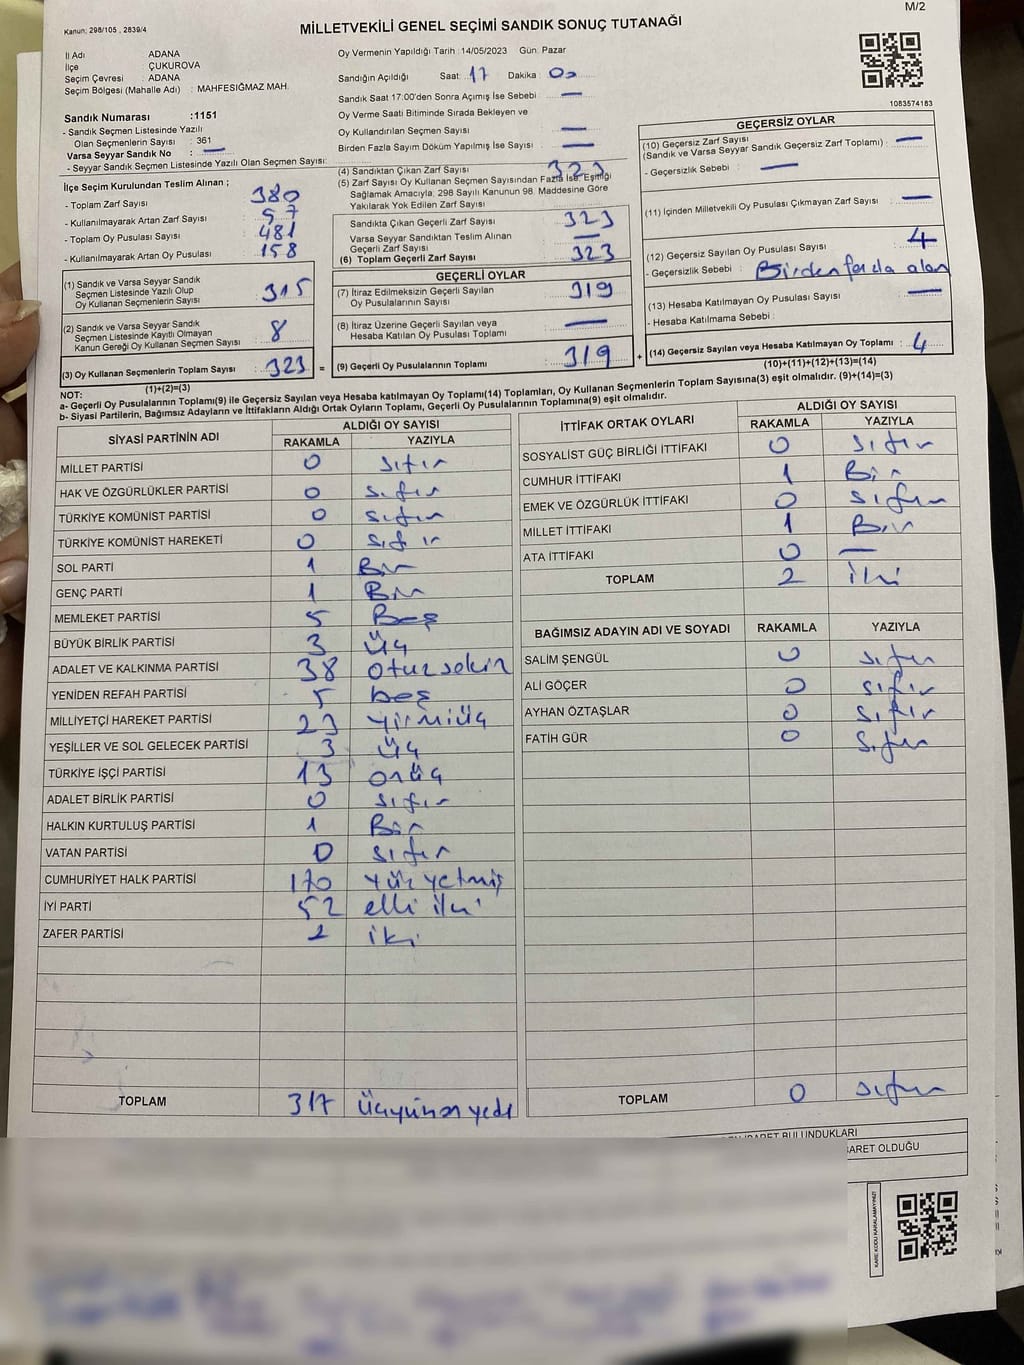 M/2
Kanun; 298/105 , 2839/4
MİLLETVEKİLİ GENEL SEÇİMİ SANDIK SONUÇ TUTANAĞI
İl Adı : ADANA
İlçe : ÇUKUROVA
Seçim Çevresi : ADANA
Seçim Bölgesi (Mahalle Adı) : MAHFESIĞMAZ MAH.
Sandık Numarası :1151
- Sandık Seçmen Listesinde Yazılı
Olan Seçmenlerin Sayısı : 361
Varsa Seyyar Sandık No : —
- Seyyar Sandık Seçmen Listesinde Yazılı Olan Seçmen Sayısı:
Oy Vermenin Yapıldığı Tarih :14/05/2023 Gün: Pazar
Sandığın Açıldığı Saat: 17 Dakika: 00
Sandık Saat 17:00'den Sonra Açımış İse Sebebi : —
Oy Verme Saati Bitiminde Sırada Bekleyen ve
Oy Kullandırılan Seçmen Sayısı : —
Birden Fazla Sayım Döküm Yapılmış İse Sayısı : —
1083574183
İlçe Seçim Kurulundan Teslim Alınan ;
- Toplam Zarf Sayısı : 380
- Kullanılmayarak Artan Zarf Sayısı : 57
- Toplam Oy Pusulası Sayısı : 481
- Kullanılmayarak Artan Oy Pusulası : 158
(1) Sandık ve Varsa Seyyar Sandık
Seçmen Listesinde Yazılı Olup
Oy Kullanan Seçmenlerin Sayısı : 315
(2) Sandık ve Varsa Seyyar Sandık
Seçmen Listesinde Kayıtlı Olmayan
Kanun Gereği Oy Kullanan Seçmen Sayısı : 8
(3) Oy Kullanan Seçmenlerin Toplam Sayısı : 323 =
(1)+(2)=(3)
(4) Sandıktan Çıkan Zarf Sayısı : 323
(5) Zarf Sayısı Oy Kullanan Seçmen Sayısından Fazla İse, Eşitliği
Sağlamak Amacıyla, 298 Sayılı Kanunun 98. Maddesine Göre
Yakılarak Yok Edilen Zarf Sayısı :
Sandıkta Çıkan Geçerli Zarf Sayısı : 323
Varsa Seyyar Sandıktan Teslim Alınan
Geçerli Zarf Sayısı : —
(6) Toplam Geçerli Zarf Sayısı : 323
GEÇERLİ OYLAR
(7) İtiraz Edilmeksizin Geçerli Sayılan
Oy Pusulalarının Sayısı : 319
(8) İtiraz Üzerine Geçerli Sayılan veya
Hesaba Katılan Oy Pusulası Toplamı : —
(9) Geçerli Oy Pusulalarının Toplamı : 319 +
GEÇERSİZ OYLAR
(10) Geçersiz Zarf Sayısı
(Sandık ve Varsa Seyyar Sandık Geçersiz Zarf Toplamı) : —
- Geçersizlik Sebebi : —
(11) İçinden Milletvekili Oy Pusulası Çıkmayan Zarf Sayısı : —
(12) Geçersiz Sayılan Oy Pusulası Sayısı : 4
- Geçersizlik Sebebi : Birden fazla alan
(13) Hesaba Katılmayan Oy Pusulası Sayısı : —
- Hesaba Katılmama Sebebi :
(14) Geçersiz Sayılan veya Hesaba Katılmayan Oy Toplamı : 4
(10)+(11)+(12)+(13)=(14)
NOT:
a- Geçerli Oy Pusulalarının Toplamı(9) ile Geçersiz Sayılan veya Hesaba katılmayan Oy Toplamı(14) Toplamları, Oy Kullanan Seçmenlerin Toplam Sayısına(3) eşit olmalıdır. (9)+(14)=(3)
b- Siyasi Partilerin, Bağımsız Adayların ve İttifakların Aldığı Ortak Oyların Toplamı, Geçerli Oy Pusulalarının Toplamına(9) eşit olmalıdır.
SİYASİ PARTİNİN ADI ALDIĞI OY SAYISI
RAKAMLA YAZIYLA
MİLLET PARTİSİ 0 sıfır
HAK VE ÖZGÜRLÜKLER PARTİSİ 0 sıfır
TÜRKİYE KOMÜNİST PARTİSİ 0 sıfır
TÜRKİYE KOMÜNİST HAREKETİ 0 sıfır
SOL PARTİ 1 Bir
GENÇ PARTİ 1 Bir
MEMLEKET PARTİSİ 5 Beş
BÜYÜK BİRLİK PARTİSİ 3 Üç
ADALET VE KALKINMA PARTİSİ 38 otuzsekiz
YENİDEN REFAH PARTİSİ 5 beş
MİLLİYETÇİ HAREKET PARTİSİ 23 yirmiüç
YEŞİLLER VE SOL GELECEK PARTİSİ 3 üç
TÜRKİYE İŞÇİ PARTİSİ 13 onüç
ADALET BİRLİK PARTİSİ 0 sıfır
HALKIN KURTULUŞ PARTİSİ 1 Bir
VATAN PARTİSİ 0 sıfır
CUMHURİYET HALK PARTİSİ 170 yüz yetmiş
İYİ PARTİ 52 elli iki
ZAFER PARTİSİ 2 iki
TOPLAM 317 Üçyüzonyedi
İTTİFAK ORTAK OYLARI ALDIĞI OY SAYISI
RAKAMLA YAZIYLA
SOSYALİST GÜÇ BİRLİĞİ İTTİFAKI 0 sıfır
CUMHUR İTTİFAKI 1 Bir
EMEK VE ÖZGÜRLÜK İTTİFAKI 0 sıfır
MİLLET İTTİFAKI 1 Bir
ATA İTTİFAKI 0 —
TOPLAM 2 iki
BAĞIMSIZ ADAYIN ADI VE SOYADI RAKAMLA YAZIYLA
SALİM ŞENGÜL 0 sıfır
ALİ GÖÇER 0 sıfır
AYHAN ÖZTAŞLAR 0 sıfır
FATİH GÜR 0 sıfır
TOPLAM 0 sıfır
BULUNDUKLARI
OLDUĞU
KARE KODU KARALAMAYINIZ!